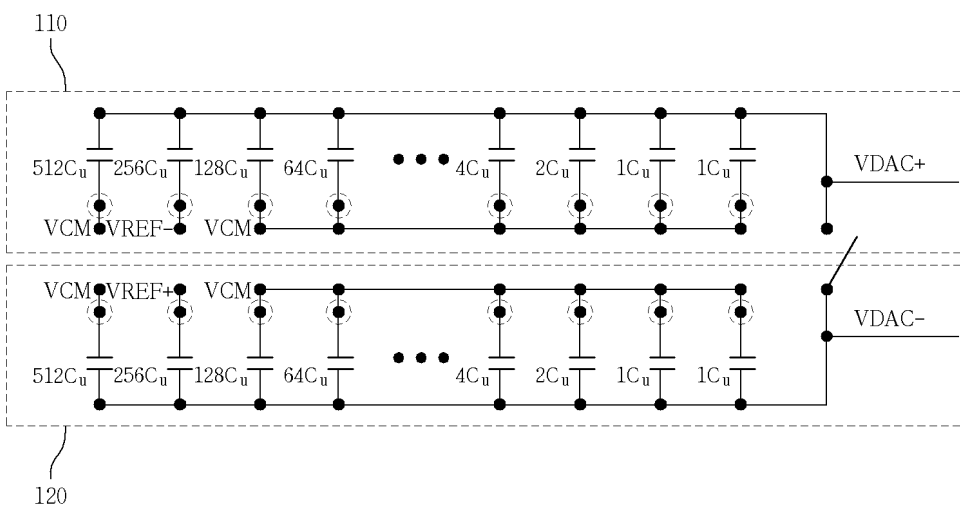 110
512Cu 256Cu 128Cu 64Cu 4Cu 2Cu 1Cu 1Cu VDAC+
VCM VREF- VCM
VCM VREF+ VCM
VDAC-
512Cu 256Cu 128Cu 64Cu 4Cu 2Cu 1Cu 1Cu
120